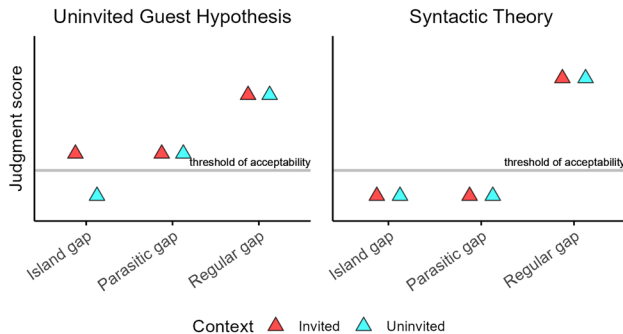 Uninvited Guest Hypothesis
Syntactic Theory
Judgment score
threshold of acceptability
threshold of acceptability
Island gap
Parasitic gap
Regular gap
Island gap
Parasitic gap
Regular gap
Context Invited Uninvited